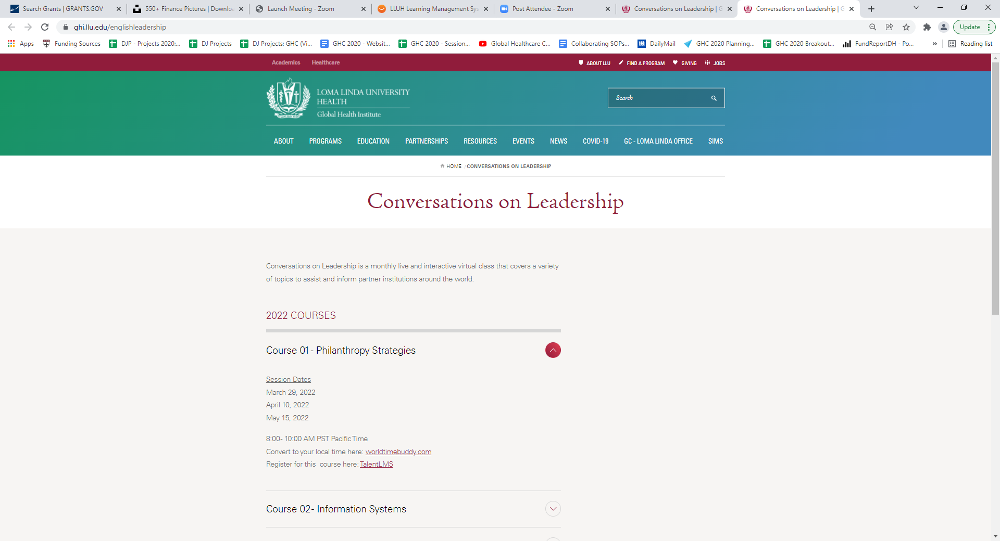 Search Grants | GRANTS.GOV
550+ Finance Pictures | Downloa
Launch Meeting - Zoom
LLUH Learning Management Sys
Post Attendee - Zoom
Conversations on Leadership | G
Conversations on Leadership | G
ghi.llu.edu/englishleadership
Update
Apps
Funding Sources
DJP - Projects 2020:...
DJ Projects
DJ Projects: GHC (Vi...
GHC 2020 - Websit...
GHC 2020 - Session...
Global Healthcare C...
Collaborating SOPs...
DailyMail
GHC 2020 Planning...
GHC 2020 Breakout...
FundReportDH - Po...
Reading list
Academics
Healthcare
ABOUT LLU
FIND A PROGRAM
GIVING
JOBS
LOMA LINDA UNIVERSITY
HEALTH
Global Health Institute
Search
ABOUT
PROGRAMS
EDUCATION
PARTNERSHIPS
RESOURCES
EVENTS
NEWS
COVID-19
GC - LOMA LINDA OFFICE
SIMS
HOME / CONVERSATIONS ON LEADERSHIP
Conversations on Leadership
Conversations on Leadership is a monthly live and interactive virtual class that covers a variety
of topics to assist and inform partner institutions around the world.
2022 COURSES
Course 01- Philanthropy Strategies
Session Dates
March 29, 2022
April 10, 2022
May 15, 2022
8:00- 10:00 AM PST Pacific Time
Convert to your local time here: worldtimebuddy.com
Register for this course here: TalentLMS
Course 02- Information Systems